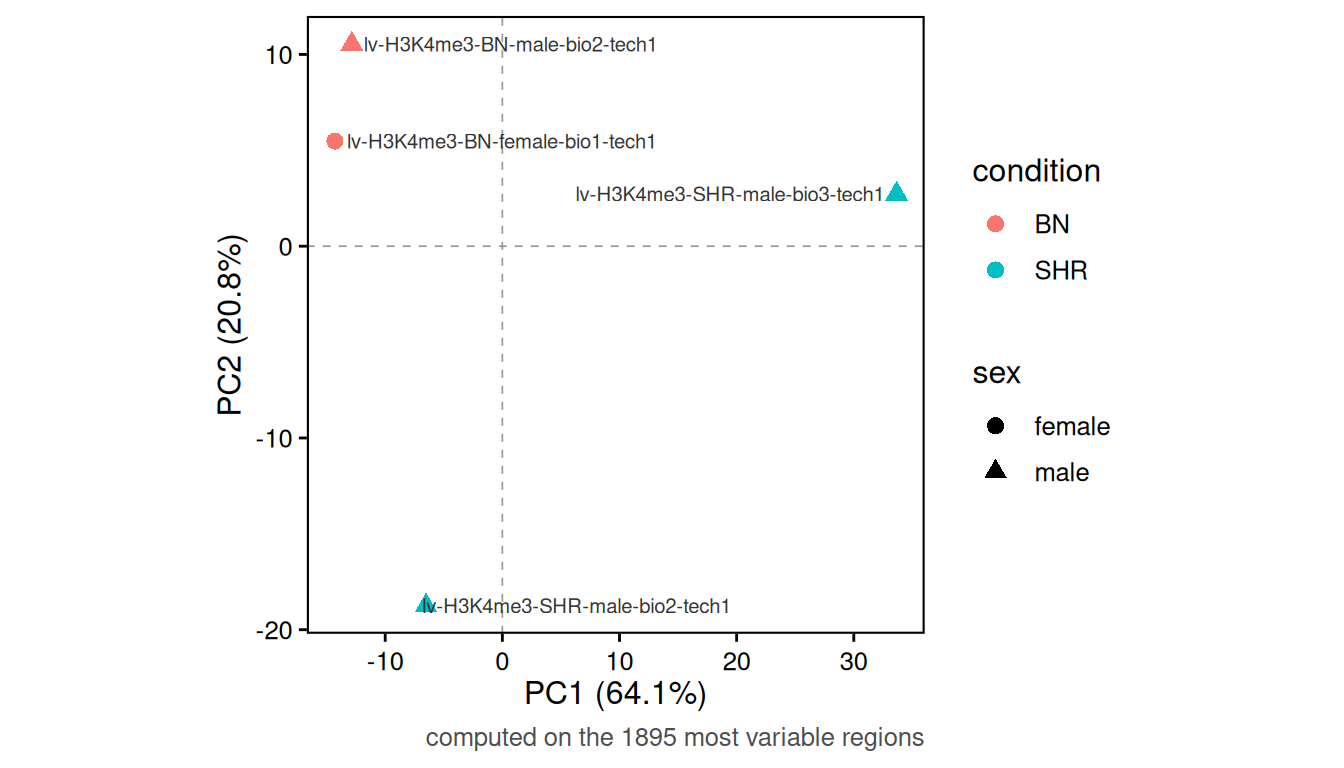 lv-H3K4me3-BN-male-bio2-tech1
lv-H3K4me3-BN-female-bio1-tech1
lv-H3K4me3-SHR-male-bio3-tech1
lv-H3K4me3-SHR-male-bio2-tech1
10
0
-10
-20
PC2 (20.8%)
-10 0 10 20 30
PC1 (64.1%)
computed on the 1895 most variable regions
condition
BN
SHR
sex
female
male